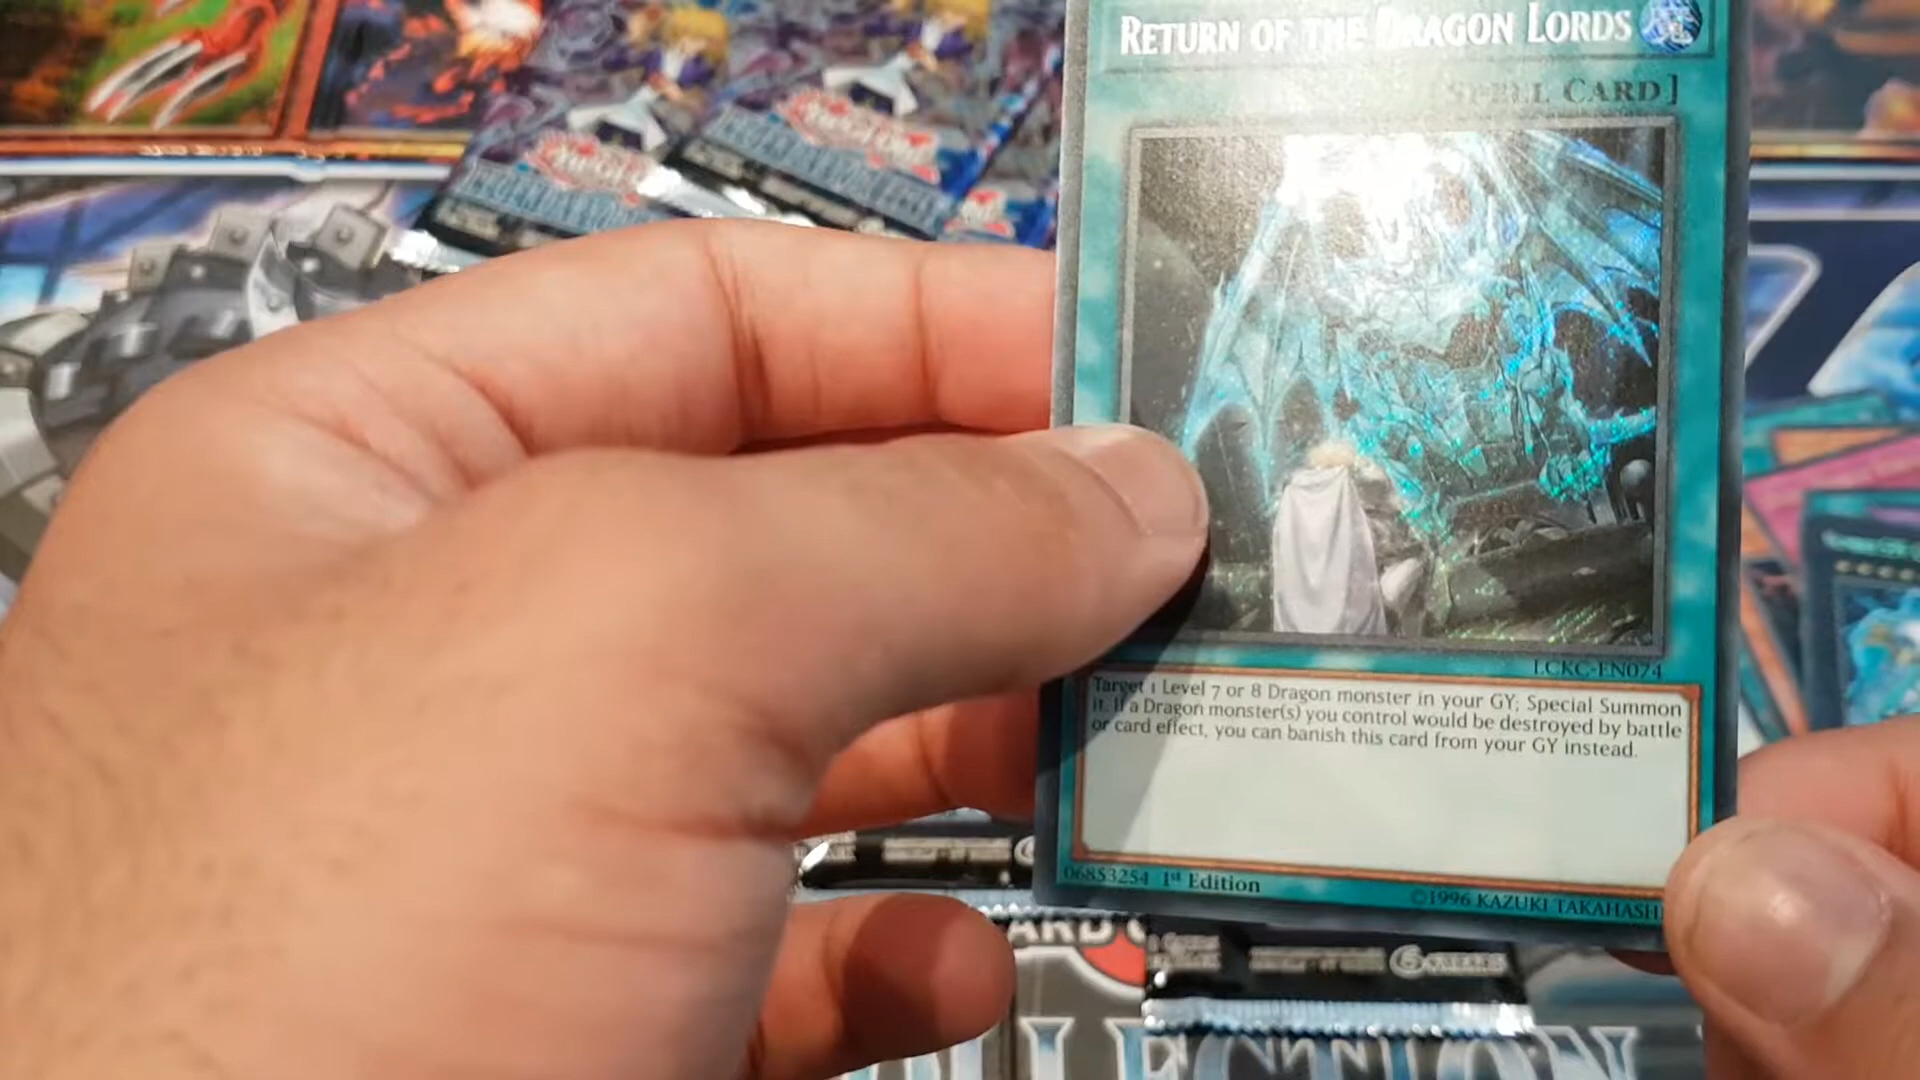 RETURN OF THE DRAGON LORDS
SPELL CARD]
LCKC-EN074
Target 1 Level 7 or 8 Dragon monster in your GY; Special Summon
it. If a Dragon monster(s) you control would be destroyed by battle
or card effect, you can banish this card from your GY instead.
06853254 1st Edition
©1996 KAZUKI TAKAHASHI